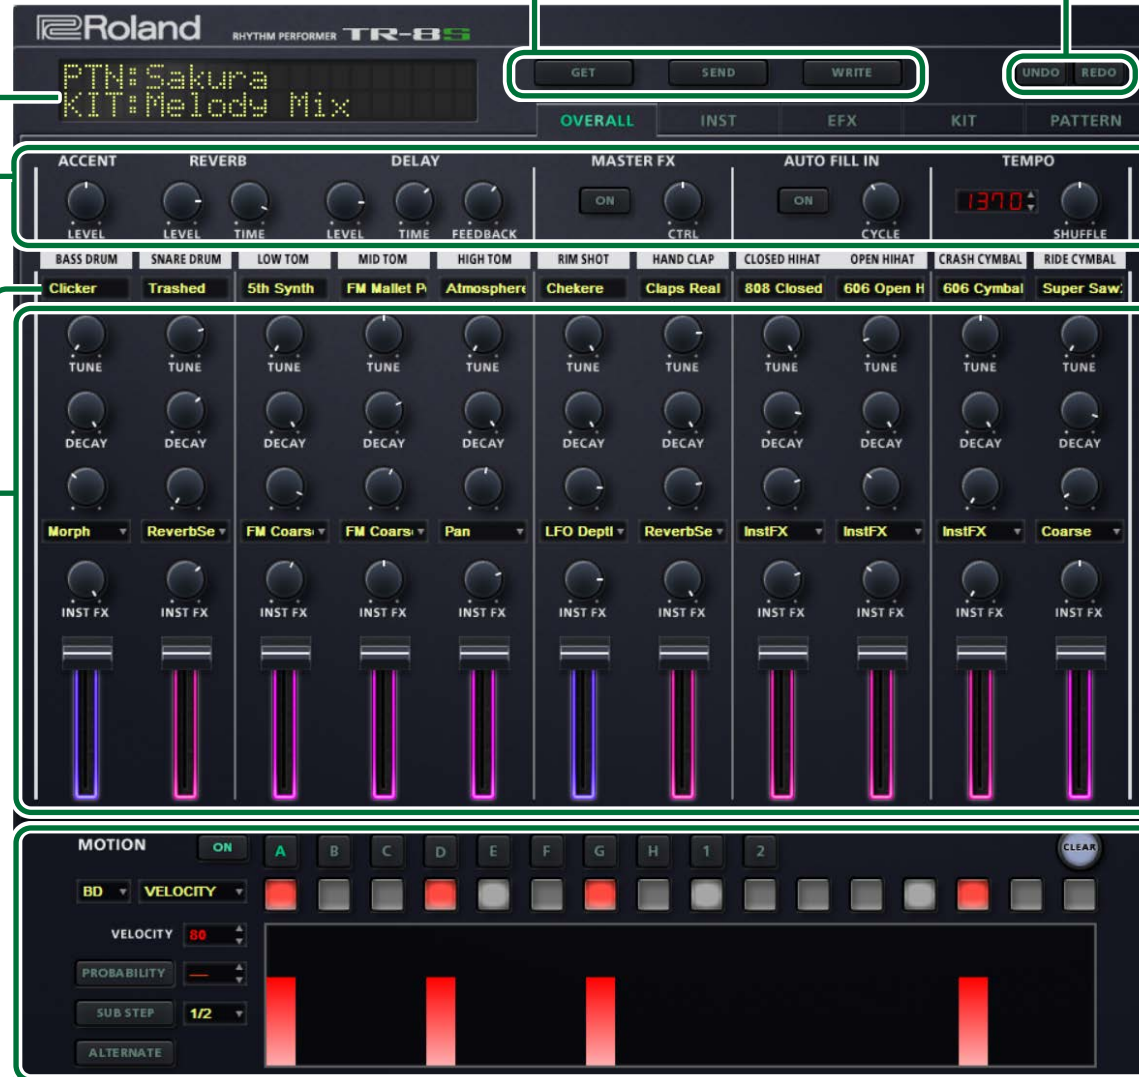 Roland RHYTHM PERFORMER TR-8S
PTN:Sakura
KIT:Melody Mix
GET SEND WRITE UNDO REDO
OVERALL INST EFX KIT PATTERN
ACCENT REVERB DELAY MASTER FX AUTO FILL IN TEMPO
ON ON 1370
LEVEL LEVEL TIME LEVEL TIME FEEDBACK CTRL CYCLE SHUFFLE
BASS DRUM SNARE DRUM LOW TOM MID TOM HIGH TOM RIM SHOT HAND CLAP CLOSED HIHAT OPEN HIHAT CRASH CYMBAL RIDE CYMBAL
Clicker Trashed 5th Synth FM Mallet P Atmosphere Chekere Claps Real 808 Closed 606 Open H 606 Cymbal Super Saw
TUNE TUNE TUNE TUNE TUNE TUNE TUNE TUNE TUNE TUNE TUNE
DECAY DECAY DECAY DECAY DECAY DECAY DECAY DECAY DECAY DECAY DECAY
Morph ReverbSe FM Coars FM Coars Pan LFO Deptl ReverbSe InstFX InstFX InstFX Coarse
INST FX INST FX INST FX INST FX INST FX INST FX INST FX INST FX INST FX INST FX INST FX
MOTION ON A B C D E F G H 1 2 CLEAR
BD VELOCITY
VELOCITY 80
PROBABILITY —
SUB STEP 1/2
ALTERNATE